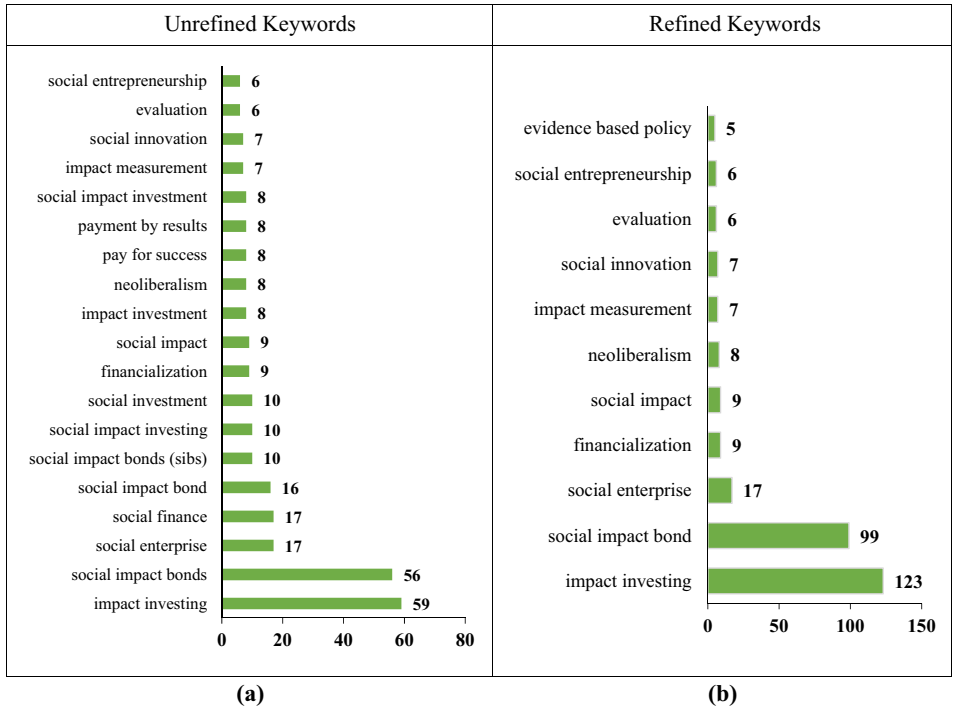 Unrefined Keywords
social entrepreneurship 6
evaluation 6
social innovation 7
impact measurement 7
social impact investment 8
payment by results 8
pay for success 8
neoliberalism 8
impact investment 8
social impact 9
financialization 9
social investment 10
social impact investing 10
social impact bonds (sibs) 10
social impact bond 16
social finance 17
social enterprise 17
social impact bonds 56
impact investing 59
0 20 40 60 80
(a)
Refined Keywords
evidence based policy 5
social entrepreneurship 6
evaluation 6
social innovation 7
impact measurement 7
neoliberalism 8
social impact 9
financialization 9
social enterprise 17
social impact bond 99
impact investing 123
0 50 100 150
(b)